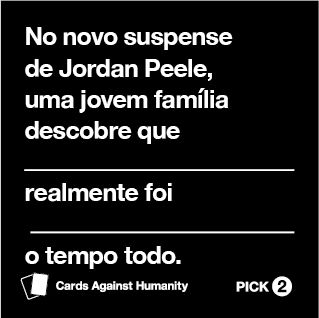 No novo suspense
de Jordan Peele,
uma jovem família
descobre que
realmente foi
o tempo todo.
Cards Against Humanity
PICK 2